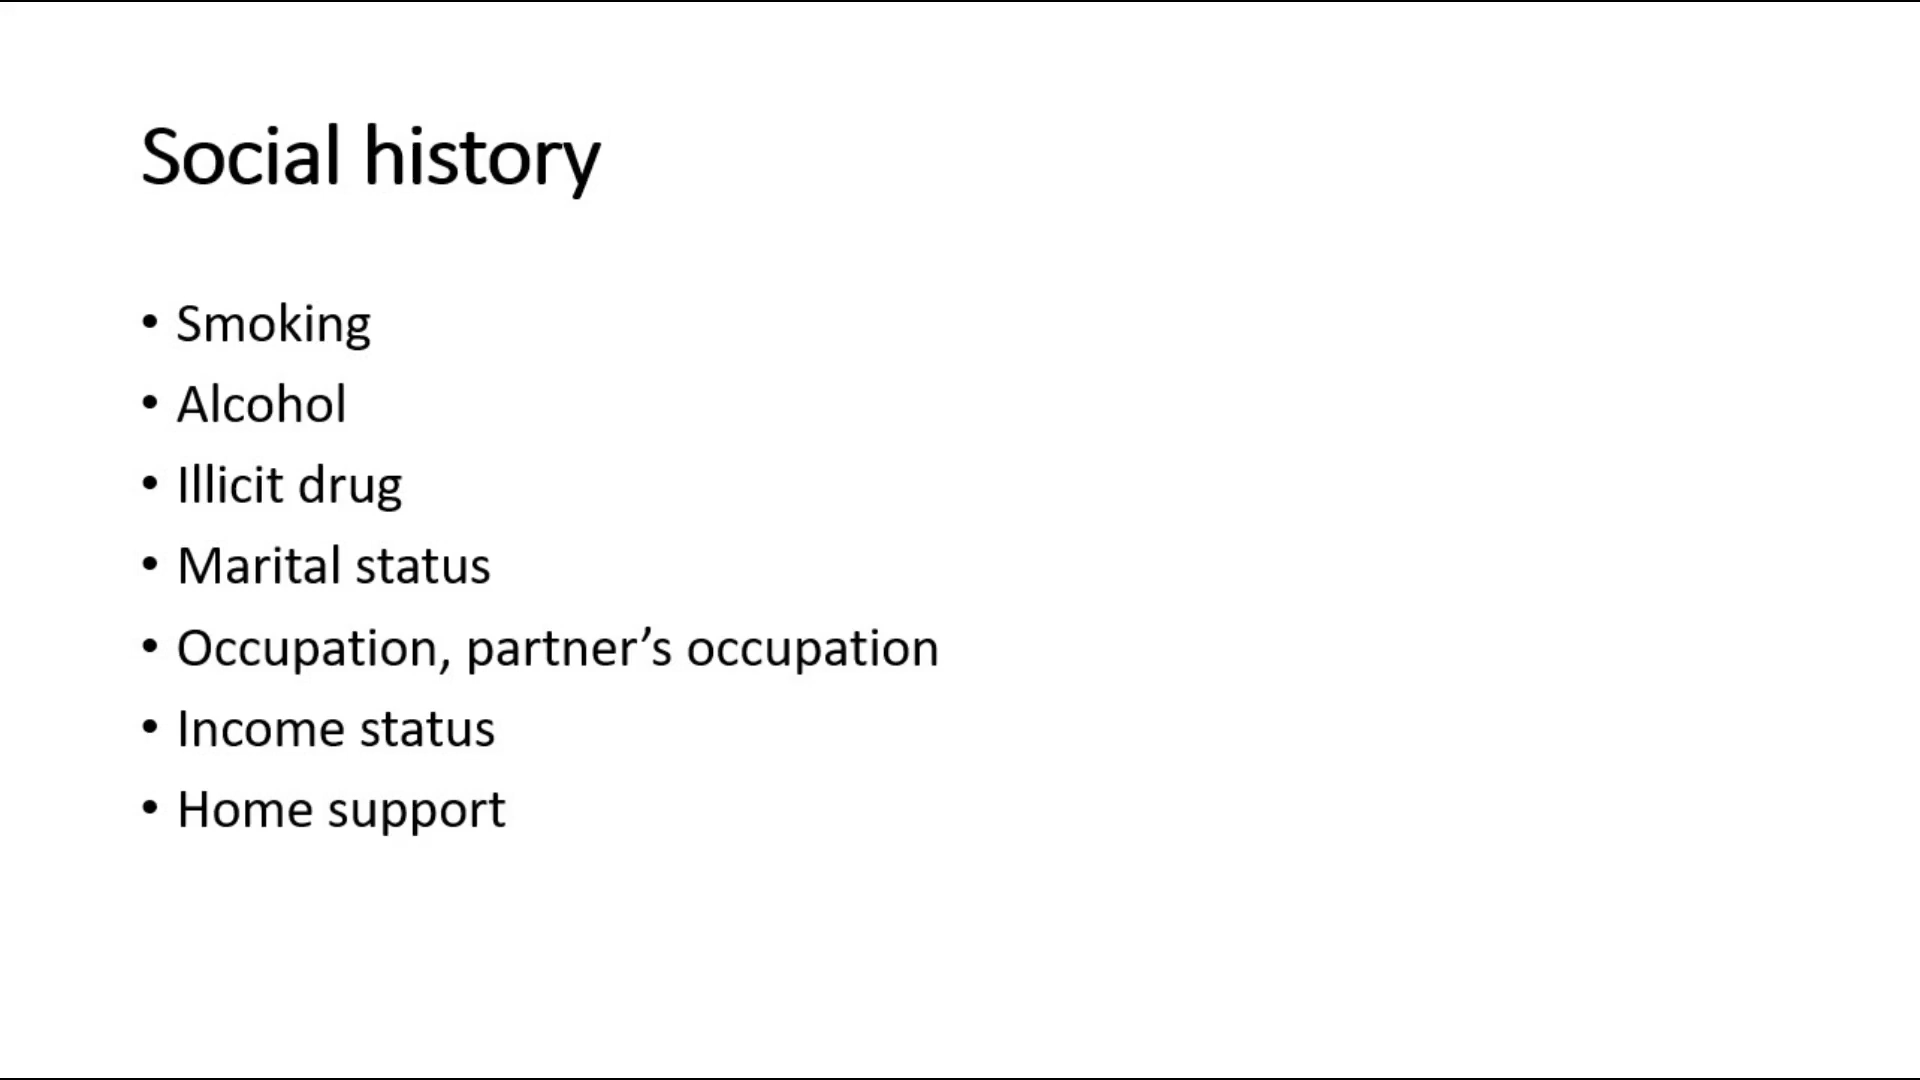 Social history
• Smoking
• Alcohol
• Illicit drug
• Marital status
• Occupation, partner’s occupation
• Income status
• Home support